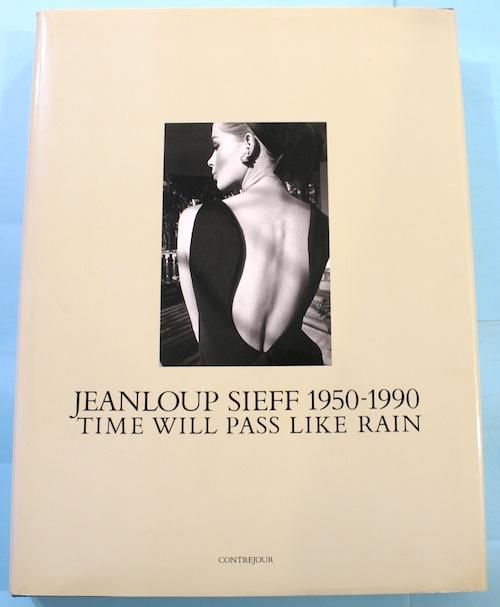 JEANLOUP SIEFF 1950-1990
TIME WILL PASS LIKE RAIN
CONTREJOUR